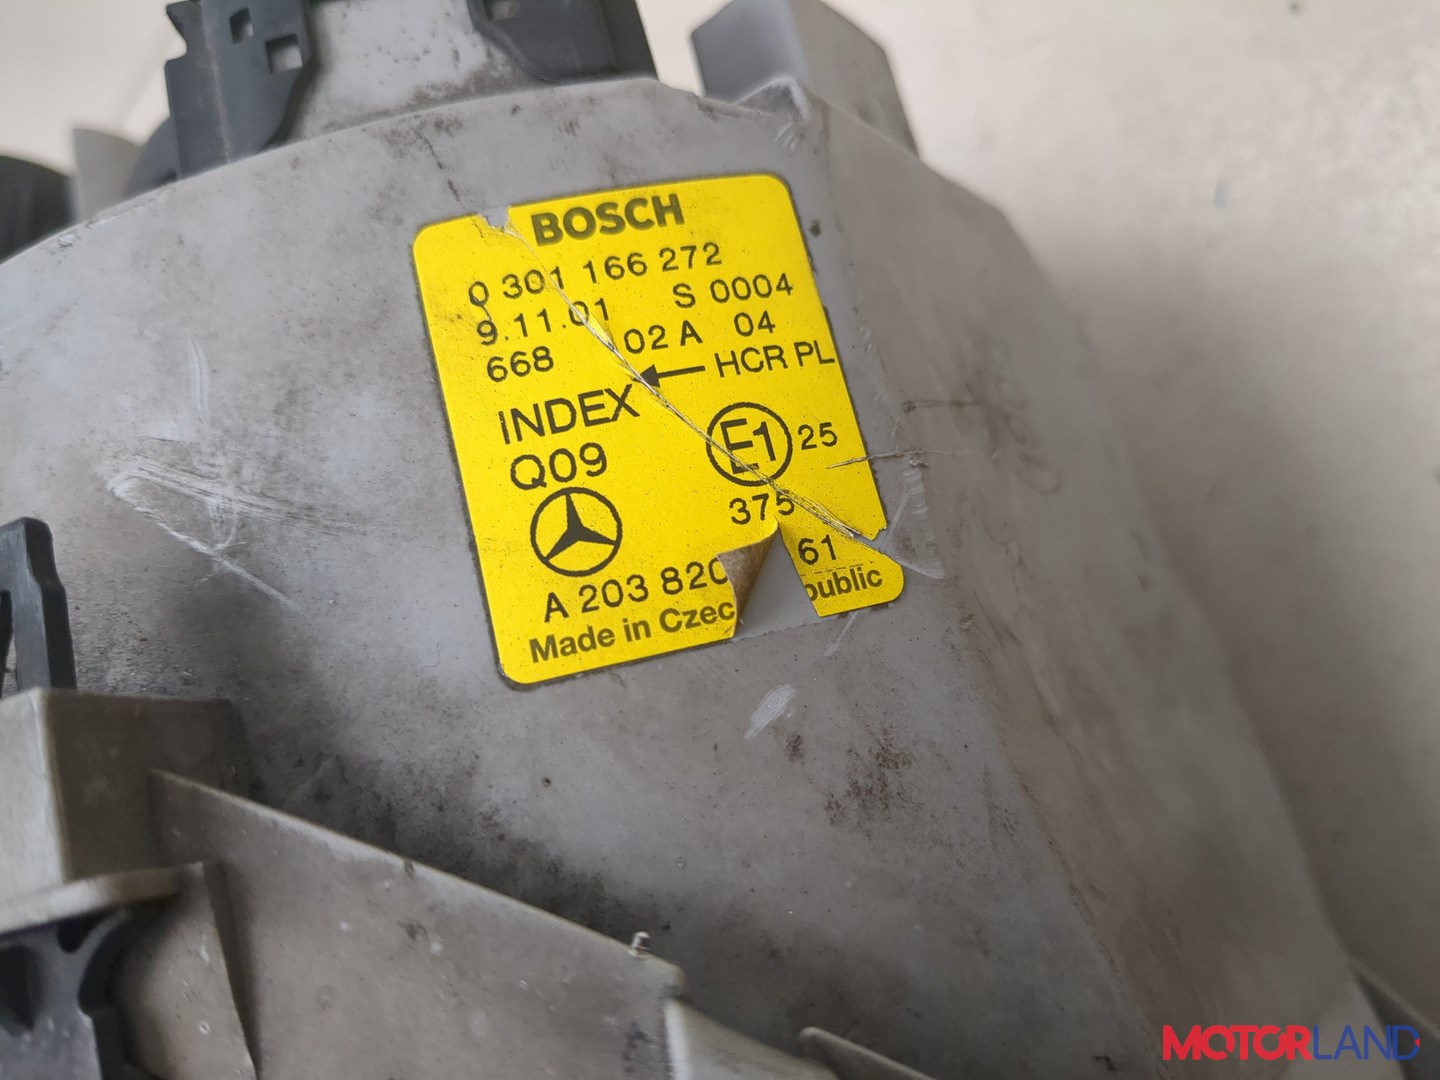 BOSCH
0 301 166 272
9.11.01 S 0004
668 02 A 04
HCR PL
INDEX
Q09
E1 25
375
A 203 820 61
Made in Czec public
MOTORLAND